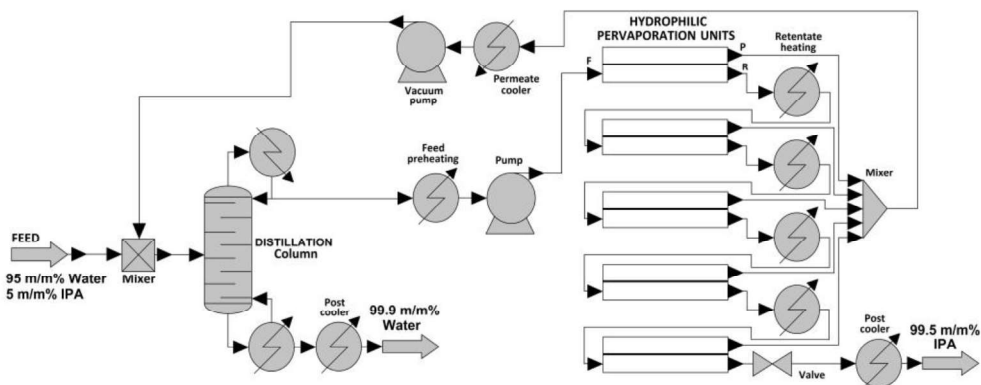 HYDROPHILIC
PERVAPORATION UNITS
Retentate
heating
P
F
R
Vacuum
pump
Permeate
cooler
Feed
preheating
Pump
Mixer
FEED
95 m/m% Water
5 m/m% IPA
Mixer
DISTILLATION
Column
Post
cooler
99.9 m/m%
Water
Post
cooler
99.5 m/m%
IPA
Valve